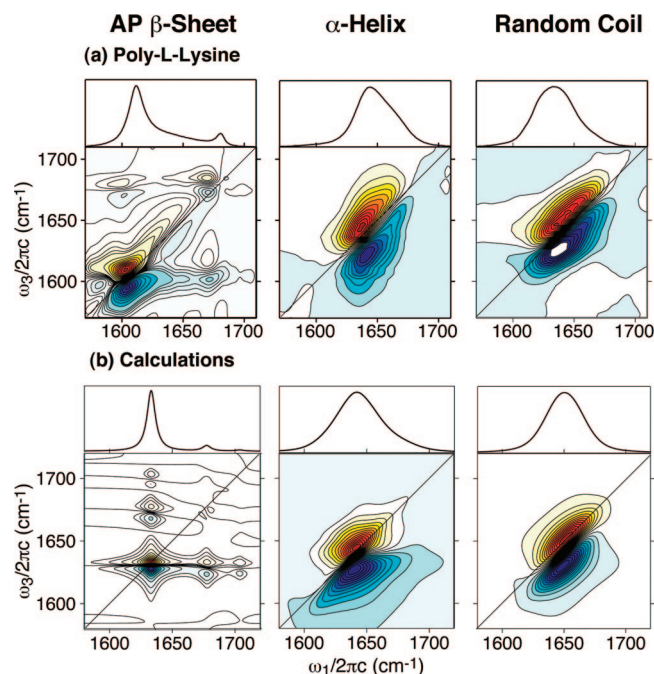 AP β-Sheet α-Helix Random Coil
(a) Poly-L-Lysine
1700
1650
1600
ω₃/2πc (cm⁻¹)
1600 1650 1700 1600 1650 1700 1600 1650 1700
(b) Calculations
1700
1650
1600
ω₃/2πc (cm⁻¹)
1600 1650 1700 1600 1650 1700 1600 1650 1700
ω₁/2πc (cm⁻¹)